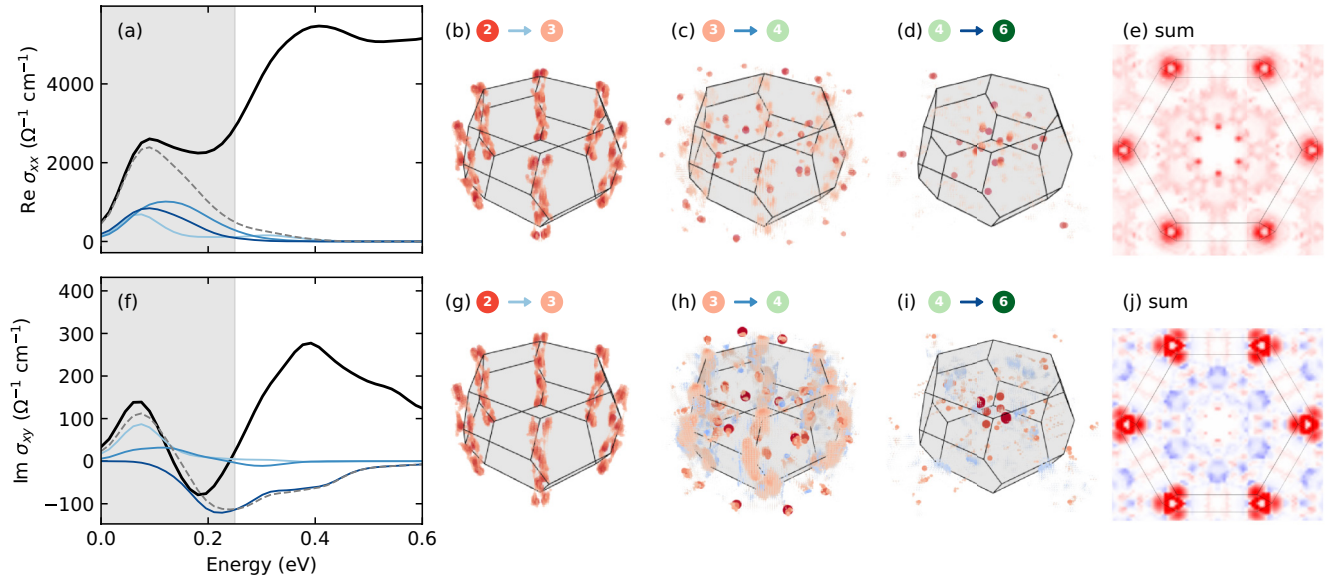 (a)
Re σxx (Ω⁻¹ cm⁻¹)
4000
2000
0
(b) 2 → 3
(c) 3 → 4
(d) 4 → 6
(e) sum
(f)
Im σxy (Ω⁻¹ cm⁻¹)
400
300
200
100
0
−100
0.0 0.2 0.4 0.6
Energy (eV)
(g) 2 → 3
(h) 3 → 4
(i) 4 → 6
(j) sum